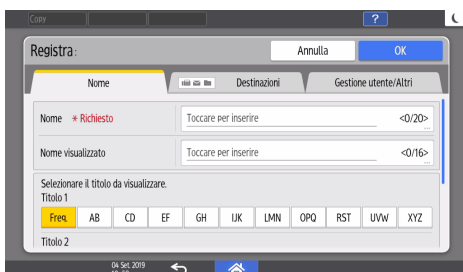 Copy
?
Registra:
Annulla
OK
Nome
Destinazioni
Gestione utente/Altri
Nome * Richiesto
Toccare per inserire
<0/20>
...
Nome visualizzato
Toccare per inserire
<0/16>
...
Selezionare il titolo da visualizzare.
Titolo 1
Freq. AB CD EF GH IJK LMN OPQ RST UVW XYZ
Titolo 2
04 Set 2019